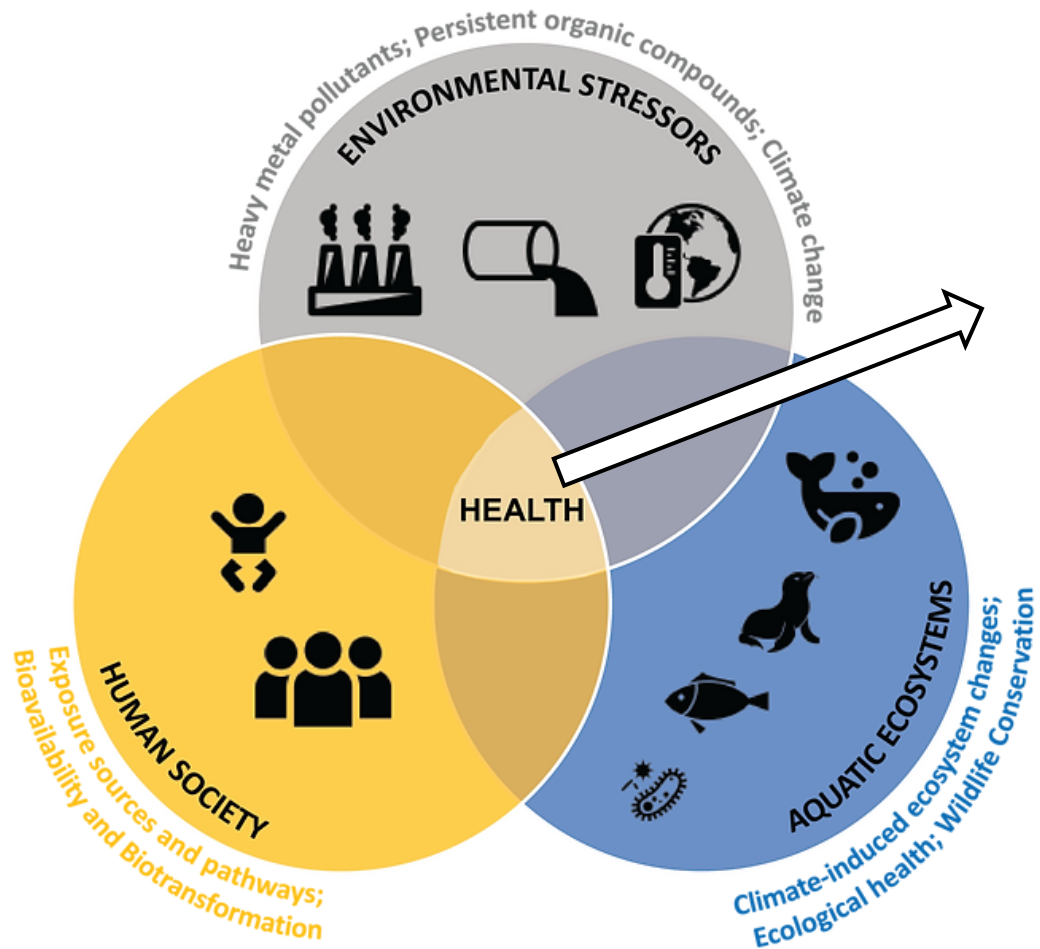 Heavy metal pollutants; Persistent organic compounds; Climate change
ENVIRONMENTAL STRESSORS
HEALTH
HUMAN SOCIETY
Exposure sources and pathways;
Bioavailability and Biotransformation
AQUATIC ECOSYSTEMS
Climate-induced ecosystem changes;
Ecological health; Wildlife Conservation